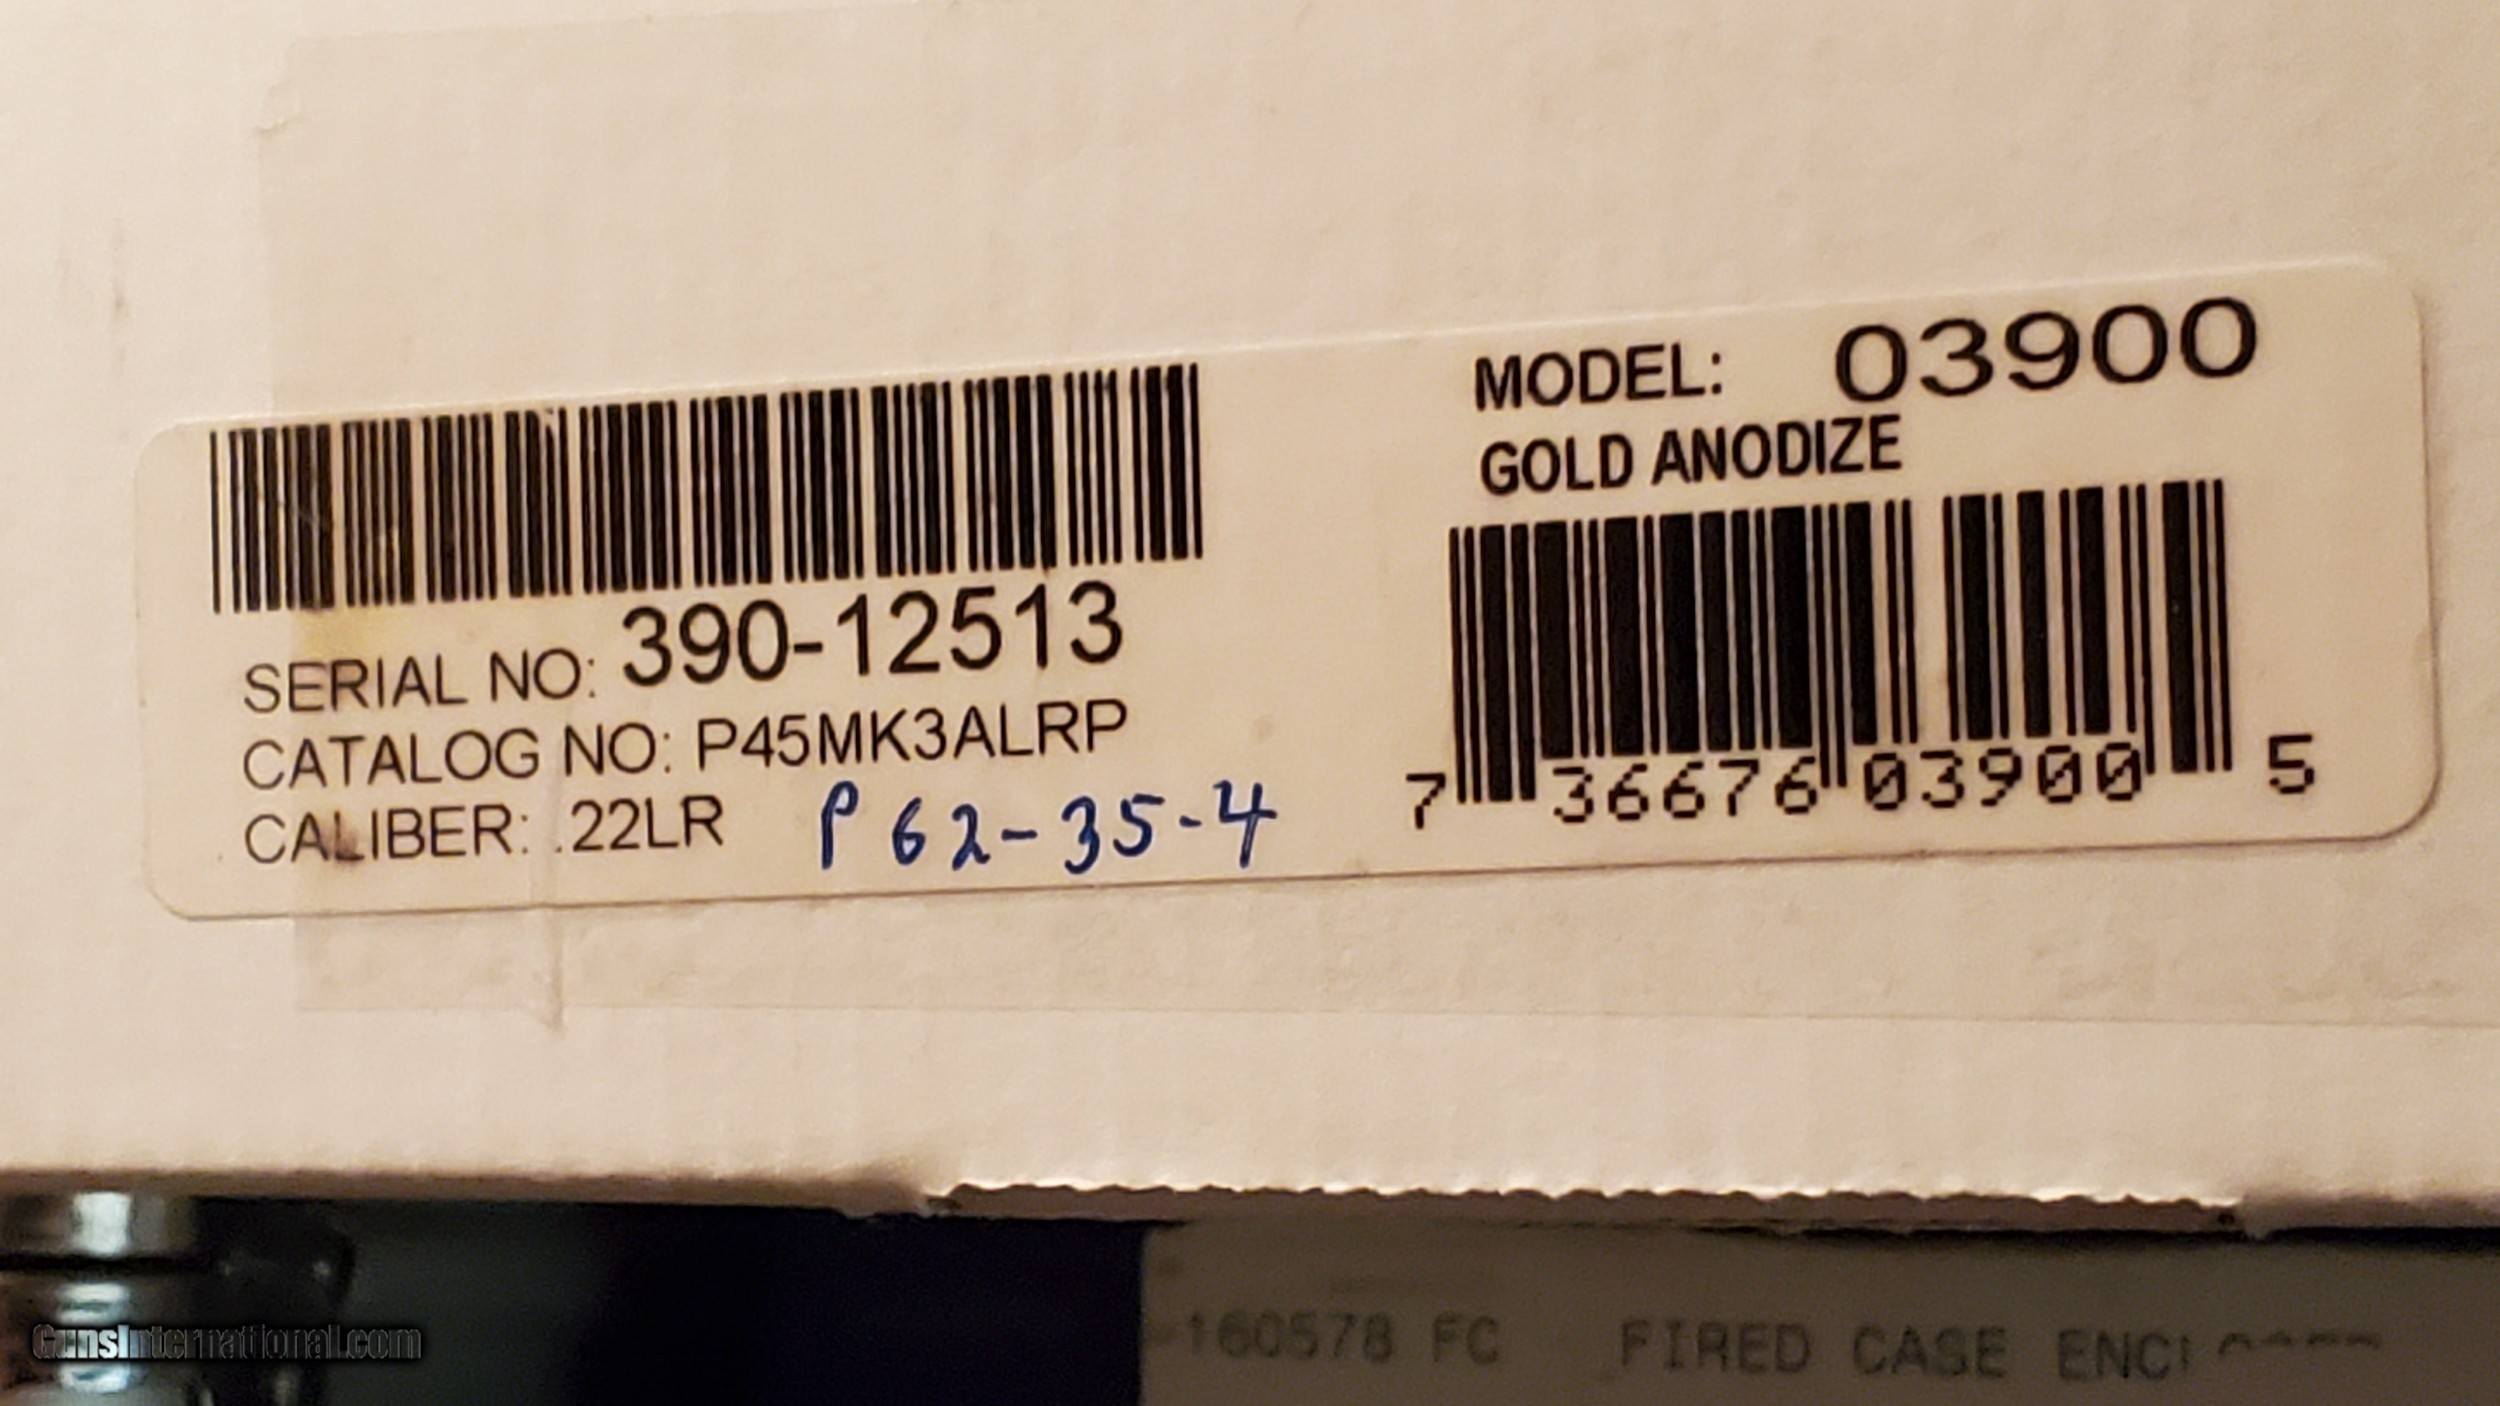 MODEL: 03900
GOLD ANODIZE
SERIAL NO: 390-12513
CATALOG NO: P45MK3ALRP
CALIBER: .22LR P 62-35-4
7 36676 03900 5
160578 FC FIRED CASE
GunsInternational.com